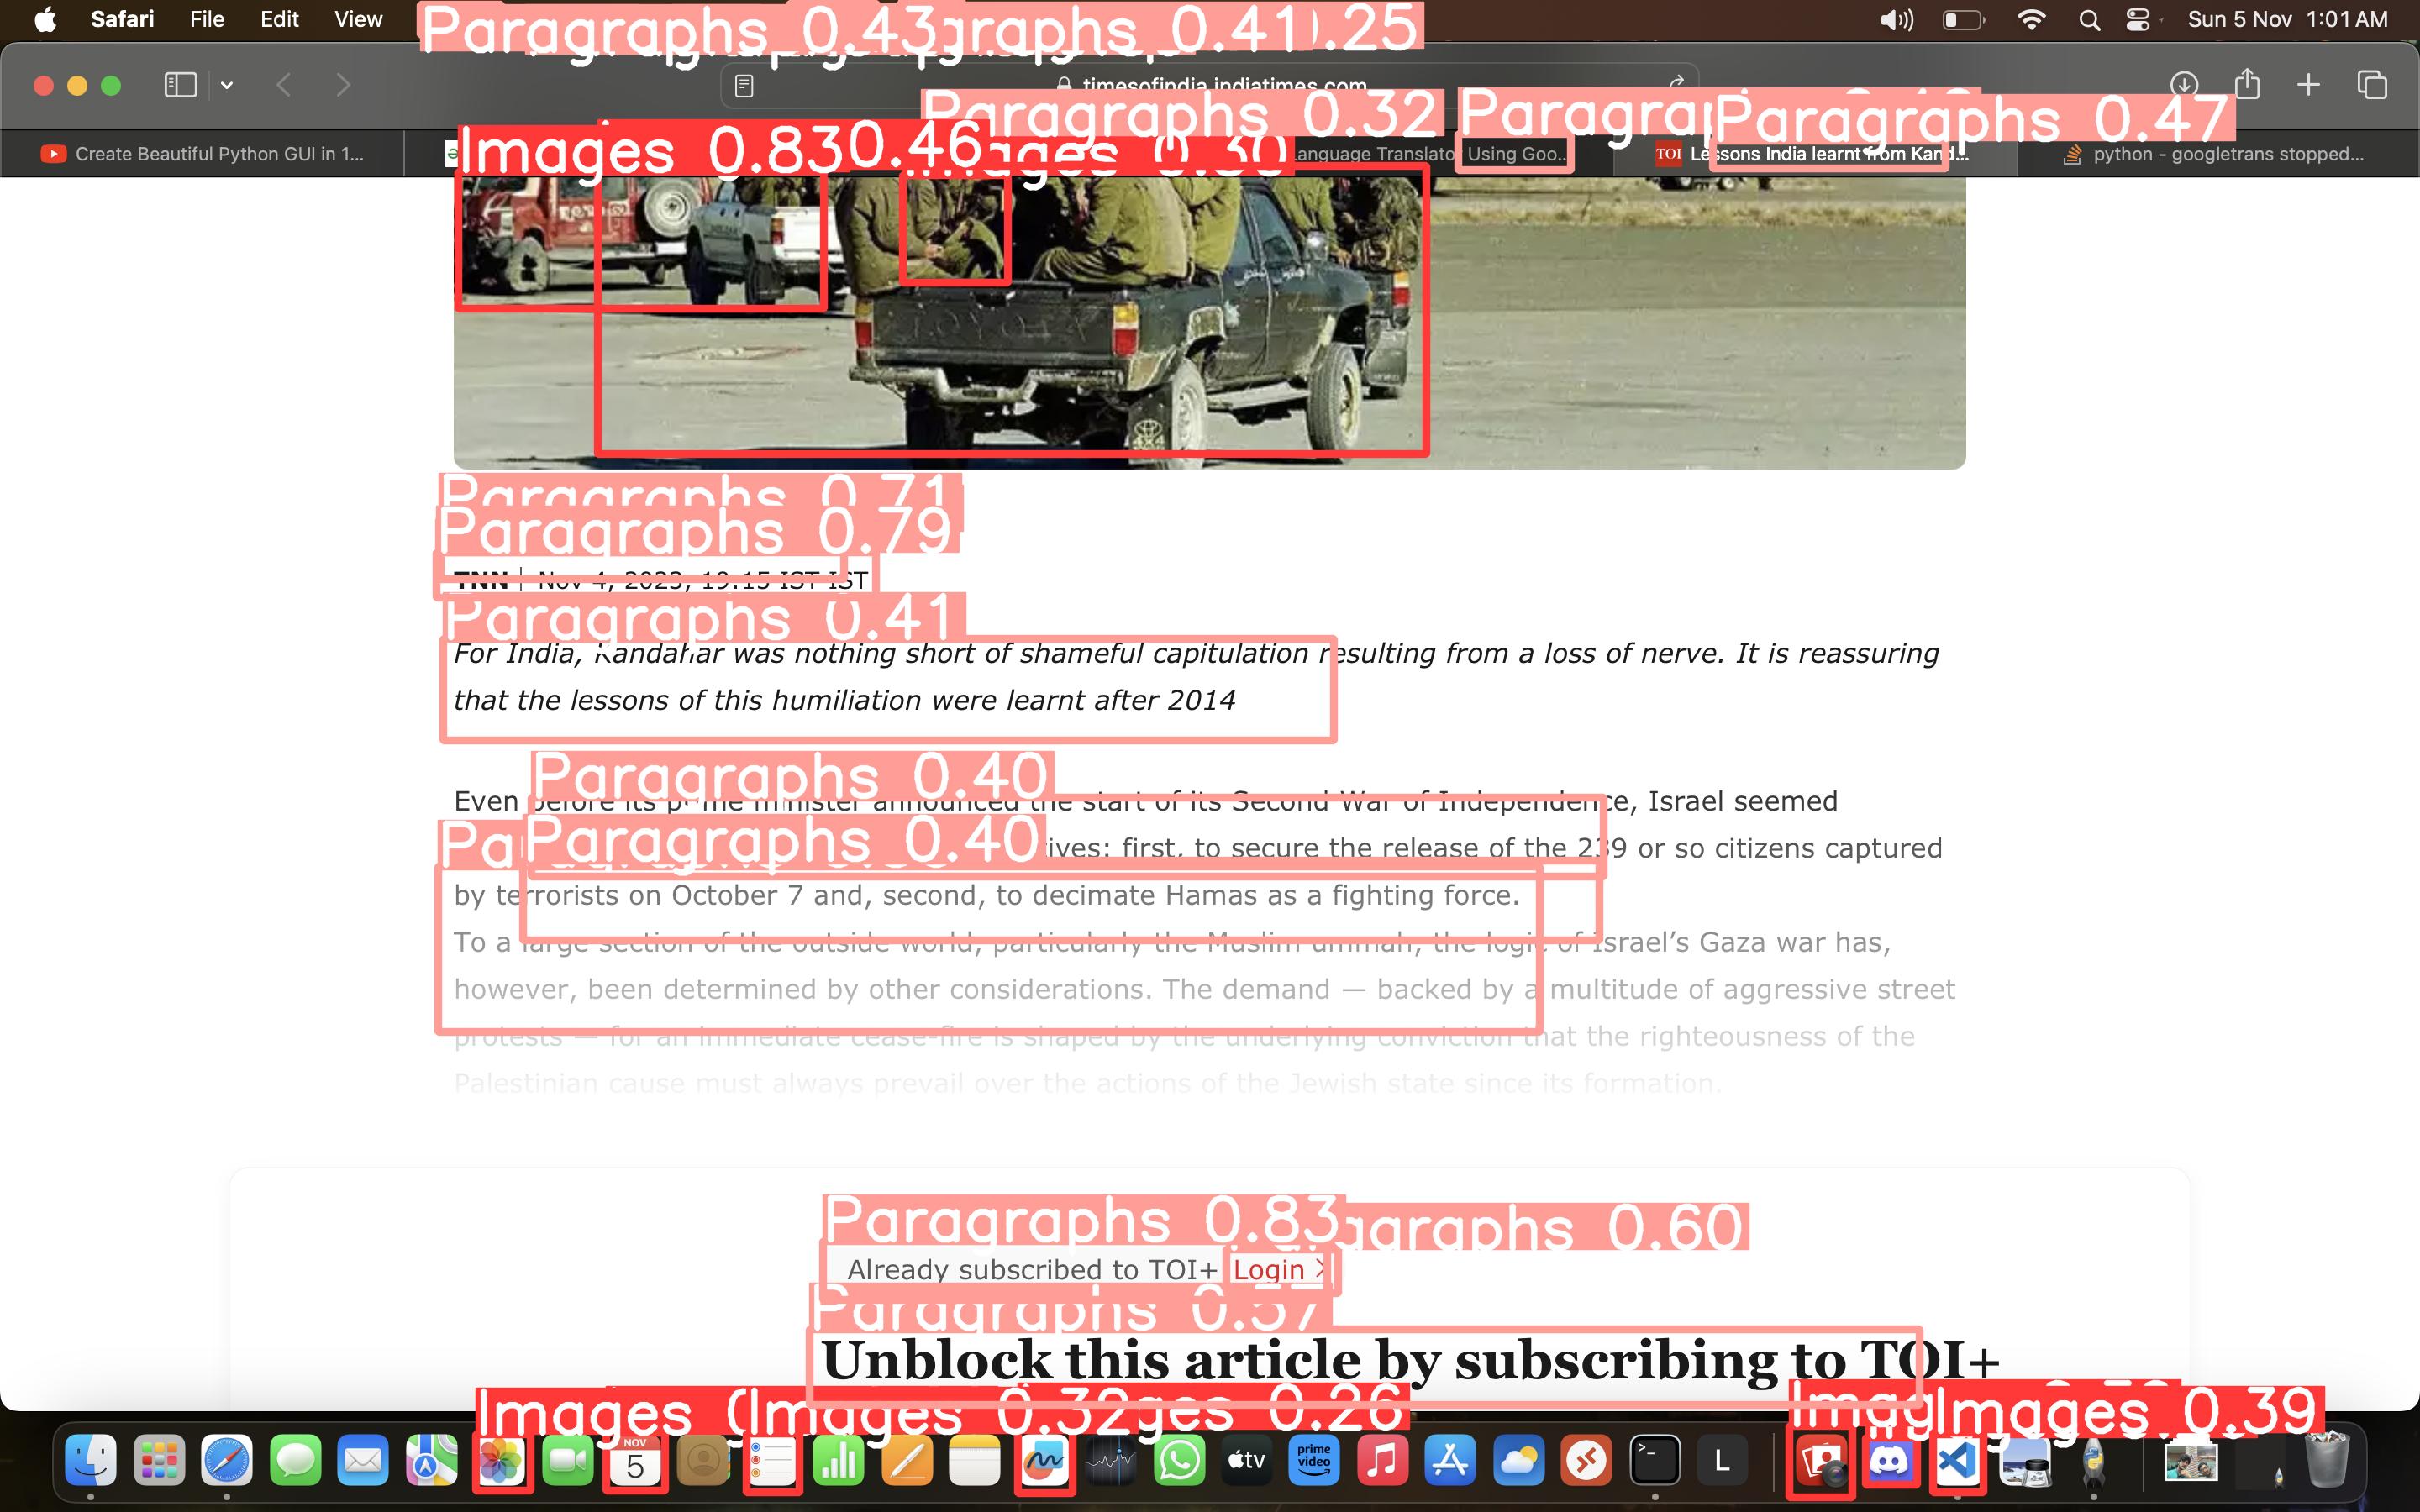 Safari File Edit View Sun 5 Nov 1:01 AM
Paragraphs 0.43 graphs 0.41 .25
timesofindia.indiatimes.com
Paragraphs 0.32 Paragraphs 0.47
Images 0.83 0.46 ages 0.30
Create Beautiful Python GUI in 1... Language Translato Using Goo... TOI Lessons India learnt from Kand... python - googletrans stopped...
TOYOTA
4X4
Paragraphs 0.71
Paragraphs 0.79
TNN | Nov 4, 2023, 19:15 IST IST
Paragraphs 0.41
For India, Kandahar was nothing short of shameful capitulation resulting from a loss of nerve. It is reassuring
that the lessons of this humiliation were learnt after 2014
Paragraphs 0.40
Even before its prime minister announced the start of its Second War of Independence, Israel seemed
Pa Paragraphs 0.40
tives: first, to secure the release of the 239 or so citizens captured
by terrorists on October 7 and, second, to decimate Hamas as a fighting force.
To a large section of the outside world, particularly the Muslim ummah, the logic of Israel’s Gaza war has,
however, been determined by other considerations. The demand — backed by a multitude of aggressive street
protests — for an immediate cease-fire is shaped by the underlying conviction that the righteousness of the
Palestinian cause must always prevail over the actions of the Jewish state since its formation.
Paragraphs 0.83 agraphs 0.60
Already subscribed to TOI+ Login >
Paragraphs 0.57
Unblock this article by subscribing to TOI+
Images (Images 0.32 ges 0.26 Imag Images 0.39
NOV
5
tv
prime
video
L